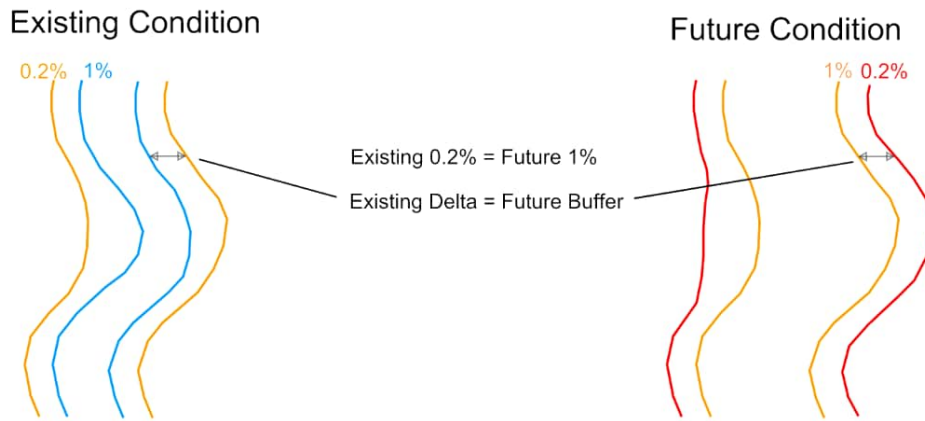 Existing Condition
Future Condition
0.2% 1%
1% 0.2%
Existing 0.2% = Future 1%
Existing Delta = Future Buffer